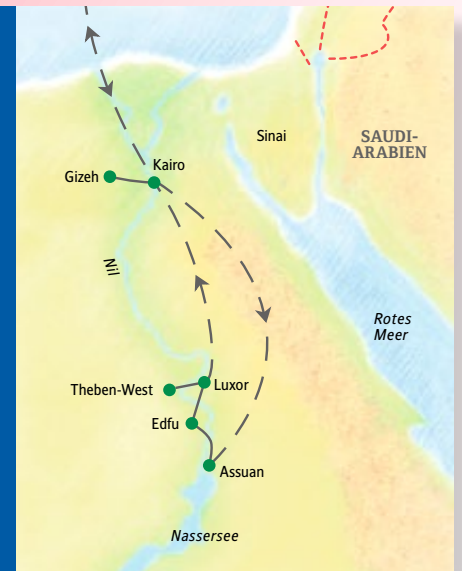 Sinai
SAUDI-
ARABIEN
Kairo
Gizeh
Nil
Rotes
Meer
Theben-West
Luxor
Edfu
Assuan
Nassersee